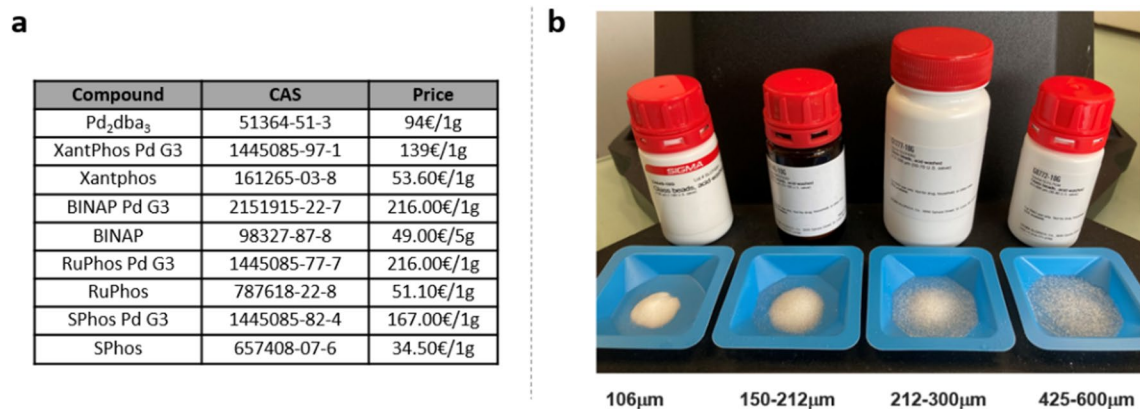 a
Compound CAS Price
Pd₂dba₃ 51364-51-3 94€/1g
XantPhos Pd G3 1445085-97-1 139€/1g
Xantphos 161265-03-8 53.60€/1g
BINAP Pd G3 2151915-22-7 216.00€/1g
BINAP 98327-87-8 49.00€/5g
RuPhos Pd G3 1445085-77-7 216.00€/1g
RuPhos 787618-22-8 51.10€/1g
SPhos Pd G3 1445085-82-4 167.00€/1g
SPhos 657408-07-6 34.50€/1g
b
SIGMA
Glass beads, acid washed
106μm 150-212μm 212-300μm 425-600μm